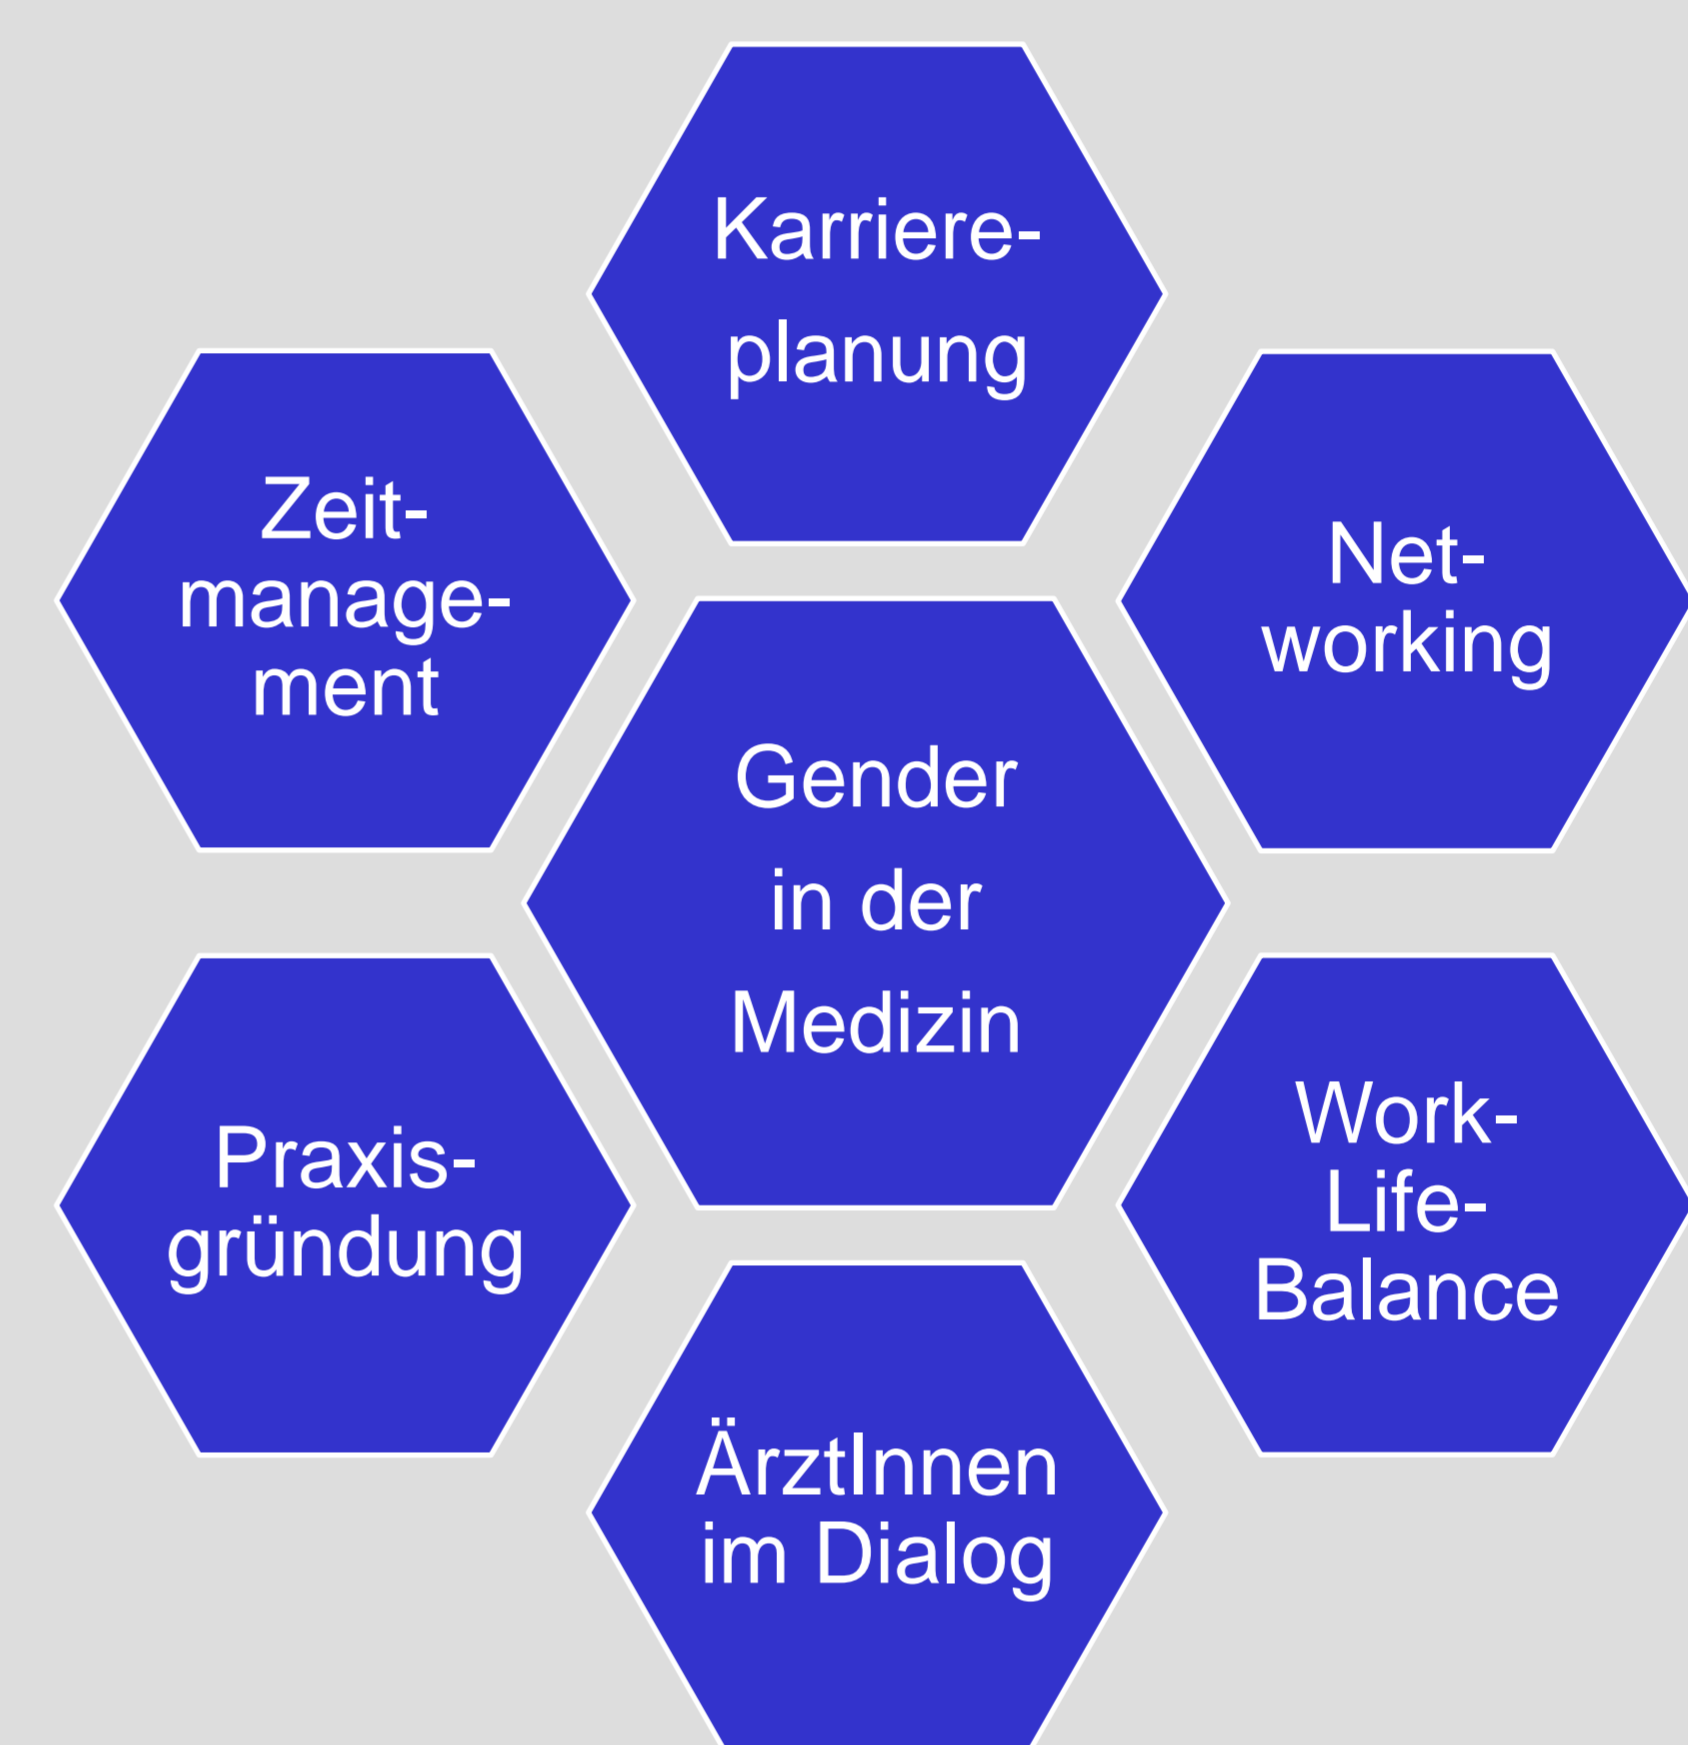 Karriere-
planung
Zeit-
manage-
ment
Net-
working
Gender
in der
Medizin
Praxis-
gründung
Work-
Life-
Balance
ÄrztInnen
im Dialog